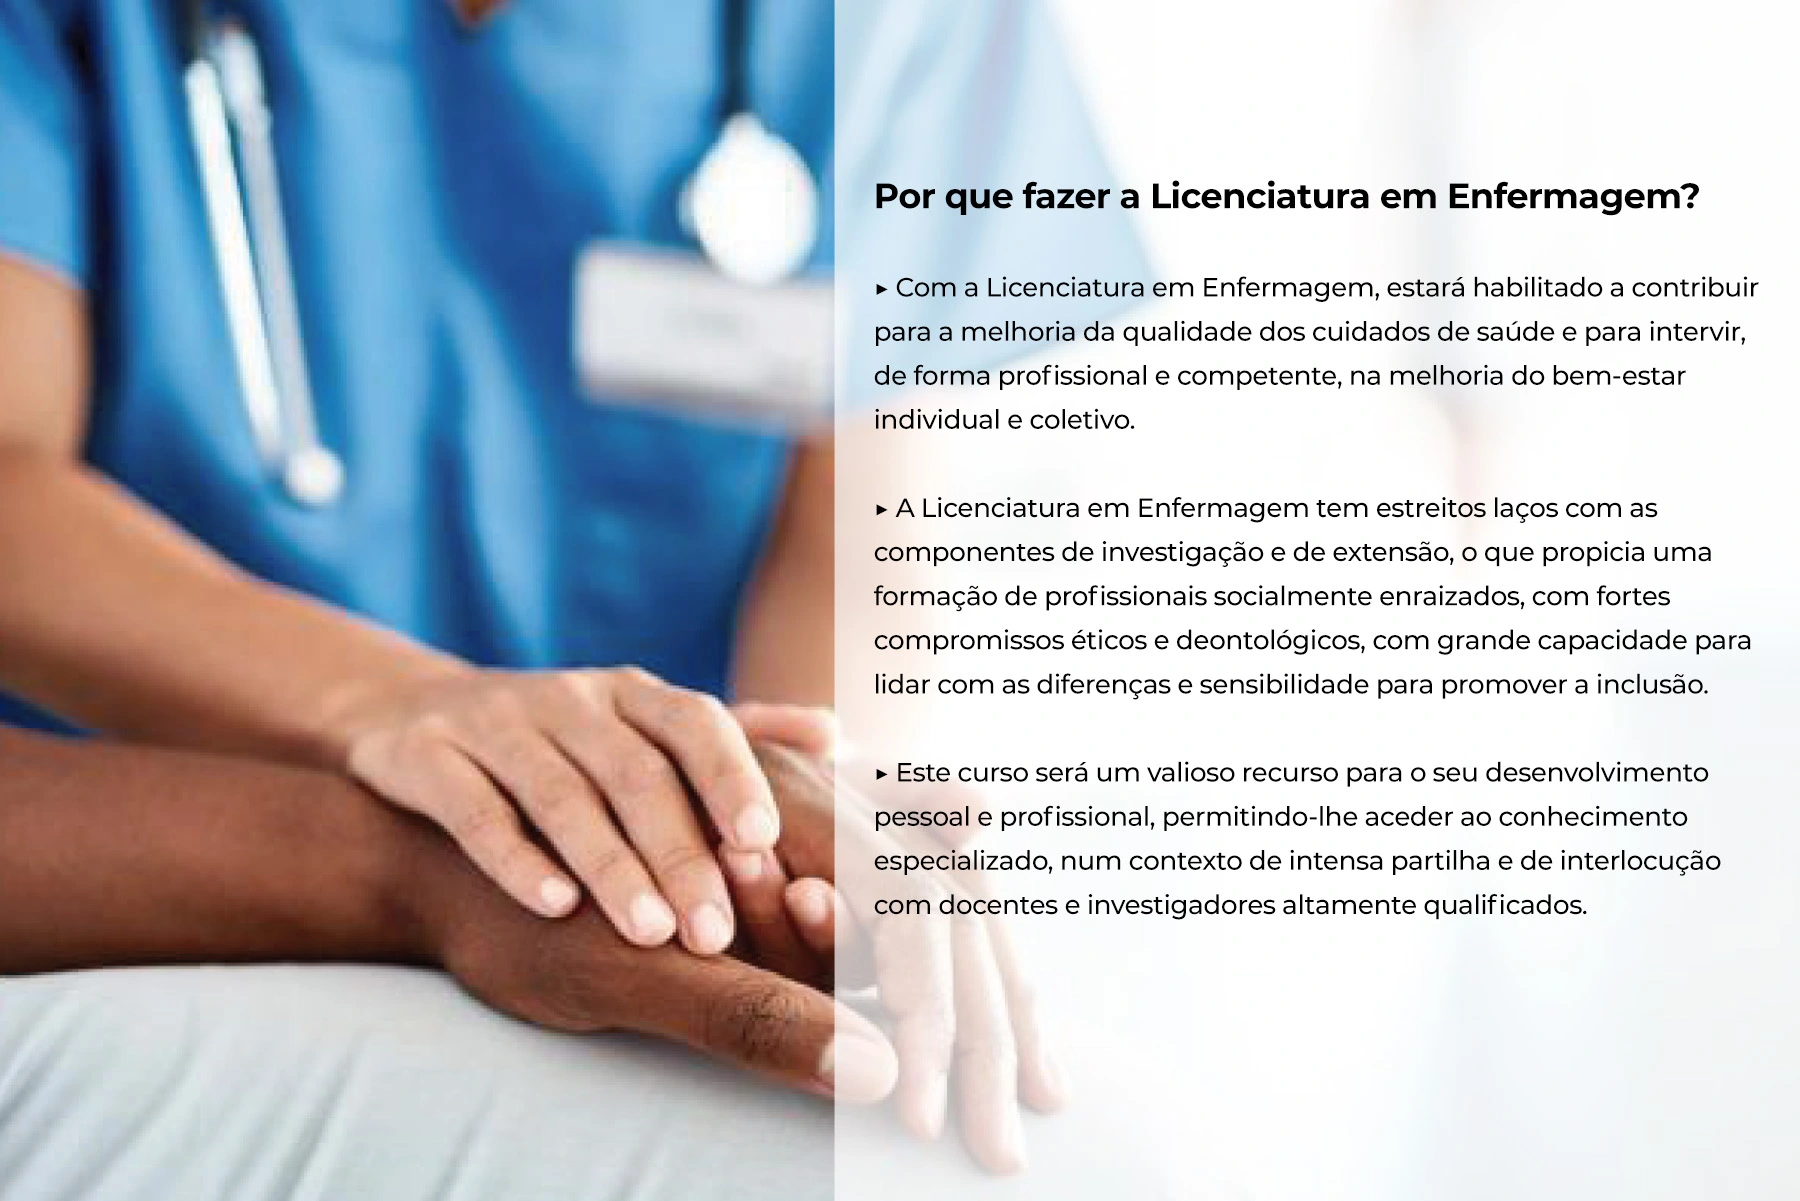 Por que fazer a Licenciatura em Enfermagem?
▸ Com a Licenciatura em Enfermagem, estará habilitado a contribuir
para a melhoria da qualidade dos cuidados de saúde e para intervir,
de forma profissional e competente, na melhoria do bem-estar
individual e coletivo.
▸ A Licenciatura em Enfermagem tem estreitos laços com as
componentes de investigação e de extensão, o que propicia uma
formação de profissionais socialmente enraizados, com fortes
compromissos éticos e deontológicos, com grande capacidade para
lidar com as diferenças e sensibilidade para promover a inclusão.
▸ Este curso será um valioso recurso para o seu desenvolvimento
pessoal e profissional, permitindo-lhe aceder ao conhecimento
especializado, num contexto de intensa partilha e de interlocução
com docentes e investigadores altamente qualificados.